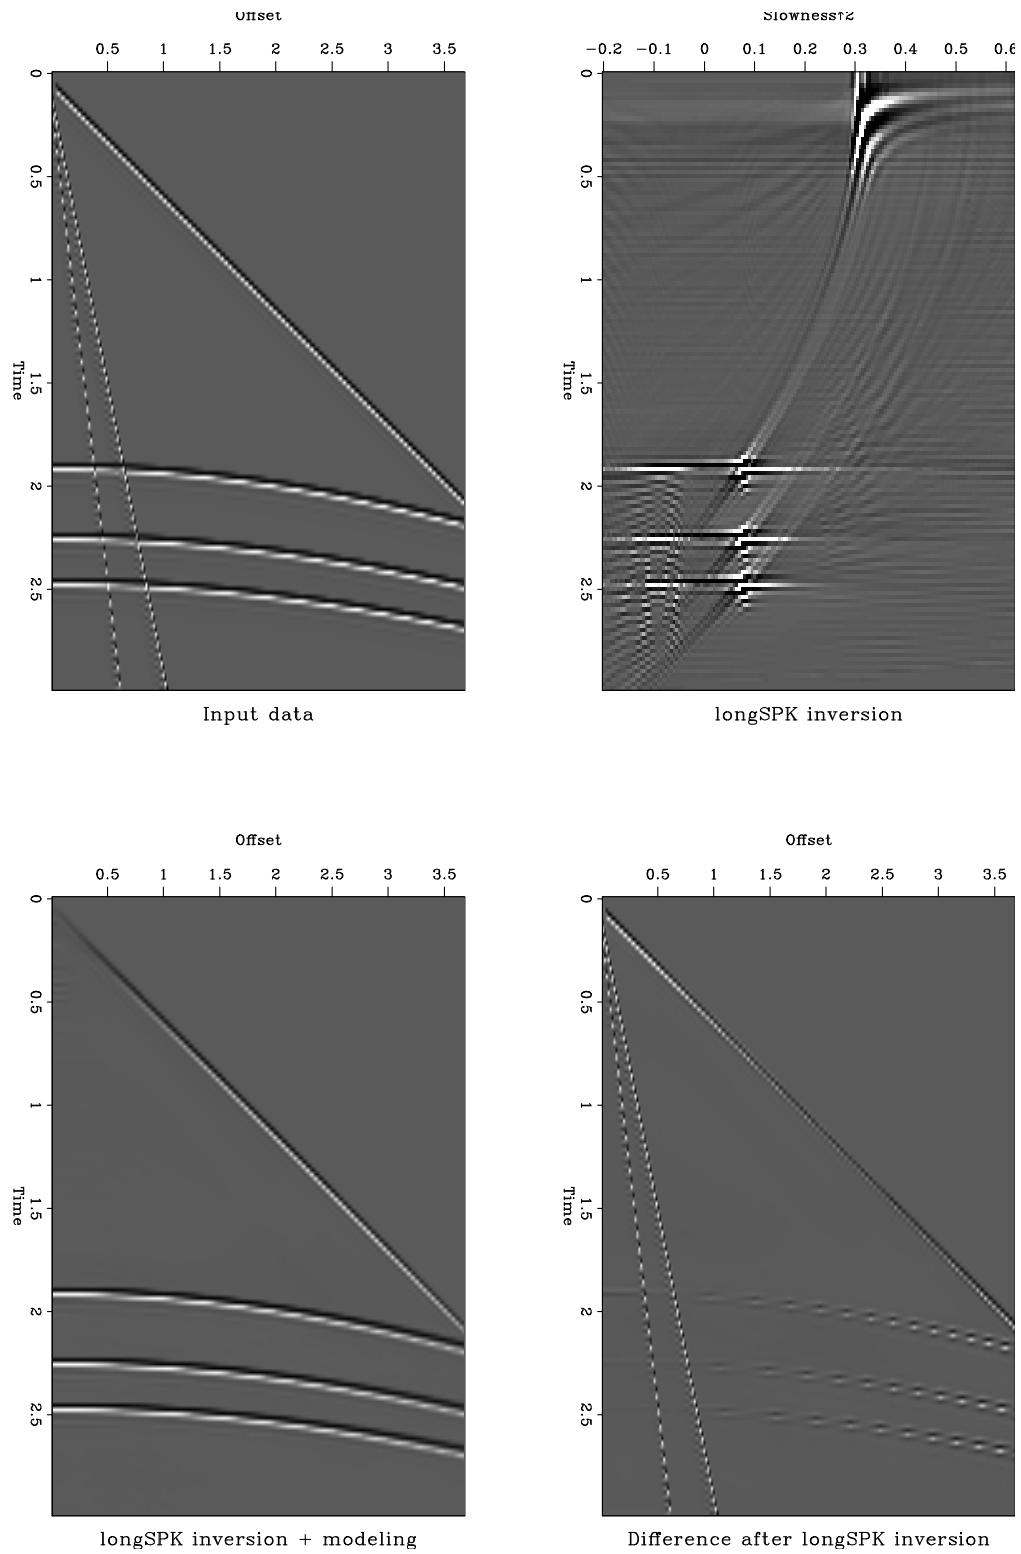 Offset
0.5 1 1.5 2 2.5 3 3.5
0 0.5 1 1.5 2 2.5
Time
Input data
Slowness↑2
-0.2 -0.1 0 0.1 0.2 0.3 0.4 0.5 0.6
0 0.5 1 1.5 2 2.5
Time
longSPK inversion
Offset
0.5 1 1.5 2 2.5 3 3.5
0 0.5 1 1.5 2 2.5
Time
longSPK inversion + modeling
Offset
0.5 1 1.5 2 2.5 3 3.5
0 0.5 1 1.5 2 2.5
Time
Difference after longSPK inversion